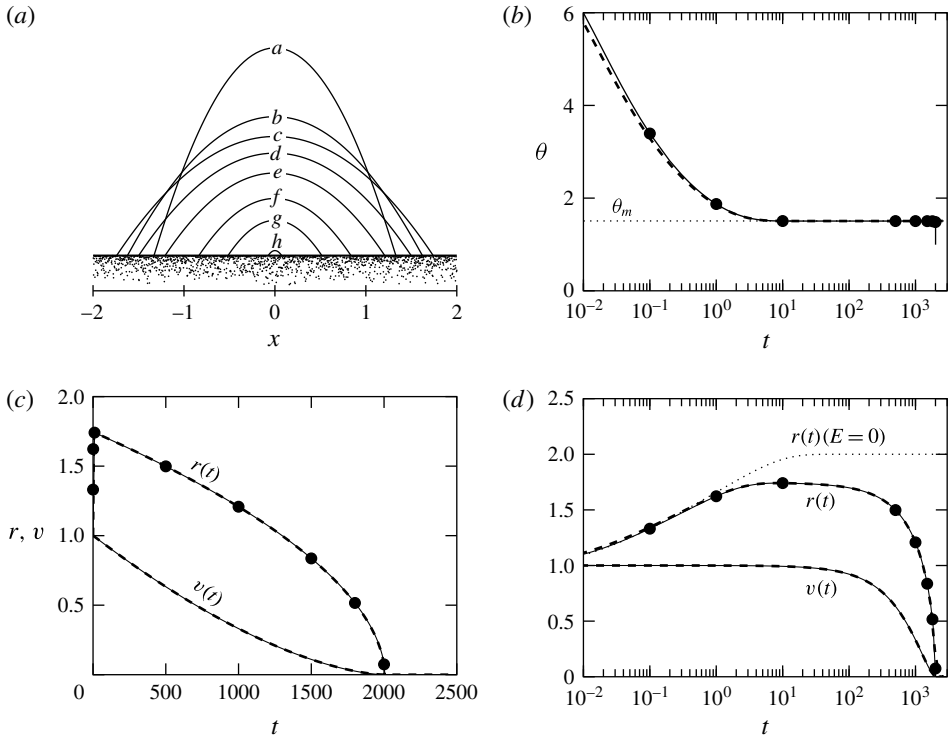 (a)
a
b
c
d
e
f
g
h
−2 −1 0 1 2
x
(b)
6
4
2
0
θ
θm
10−2 10−1 100 101 102 103
t
(c)
2.0
1.5
1.0
0.5
r, v
r(t)
v(t)
0 500 1000 1500 2000 2500
t
(d)
2.5
2.0
1.5
1.0
0.5
0
r(t)(E = 0)
r(t)
v(t)
10−2 10−1 100 101 102 103
t